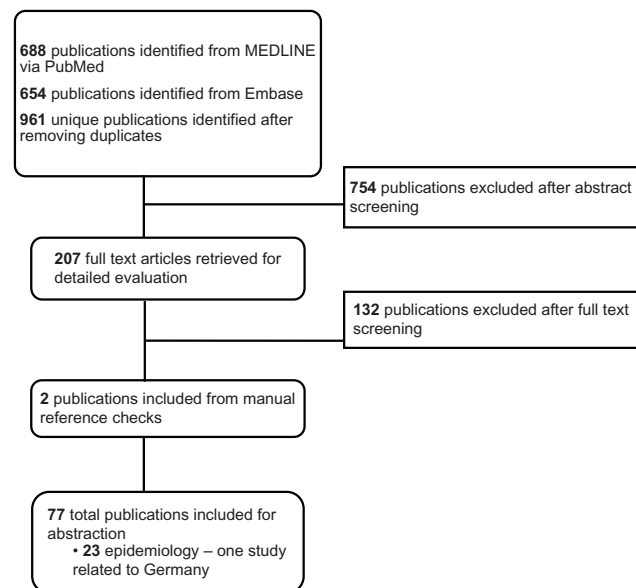 688 publications identified from MEDLINE
via PubMed
654 publications identified from Embase
961 unique publications identified after
removing duplicates
754 publications excluded after abstract
screening
207 full text articles retrieved for
detailed evaluation
132 publications excluded after full text
screening
2 publications included from manual
reference checks
77 total publications included for
abstraction
• 23 epidemiology – one study
related to Germany